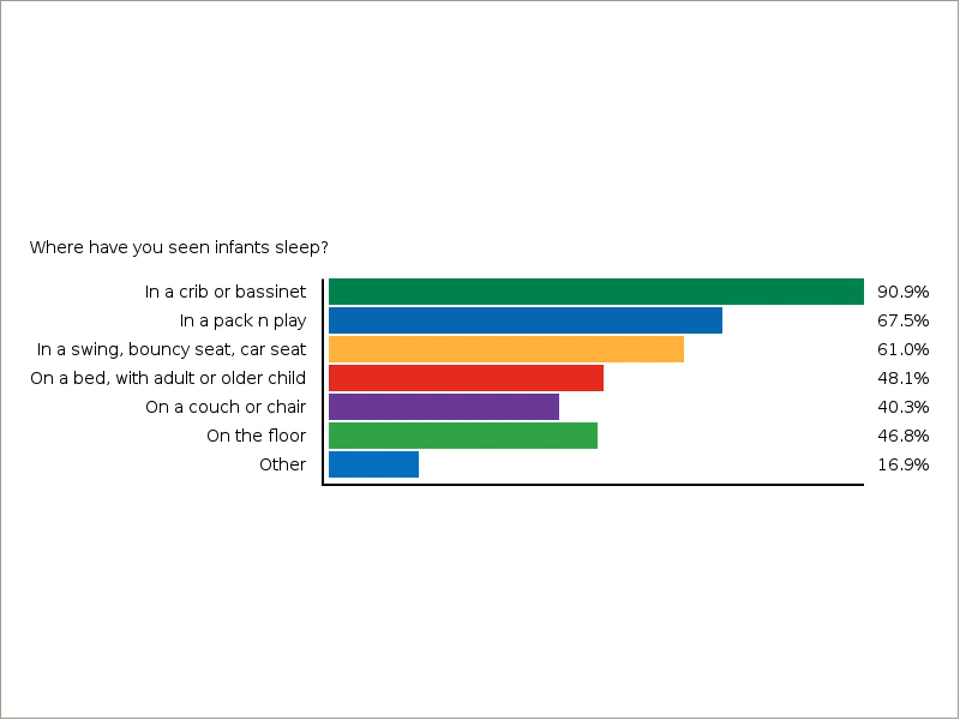 Where have you seen infants sleep?
In a crib or bassinet 90.9%
In a pack n play 67.5%
In a swing, bouncy seat, car seat 61.0%
On a bed, with adult or older child 48.1%
On a couch or chair 40.3%
On the floor 46.8%
Other 16.9%